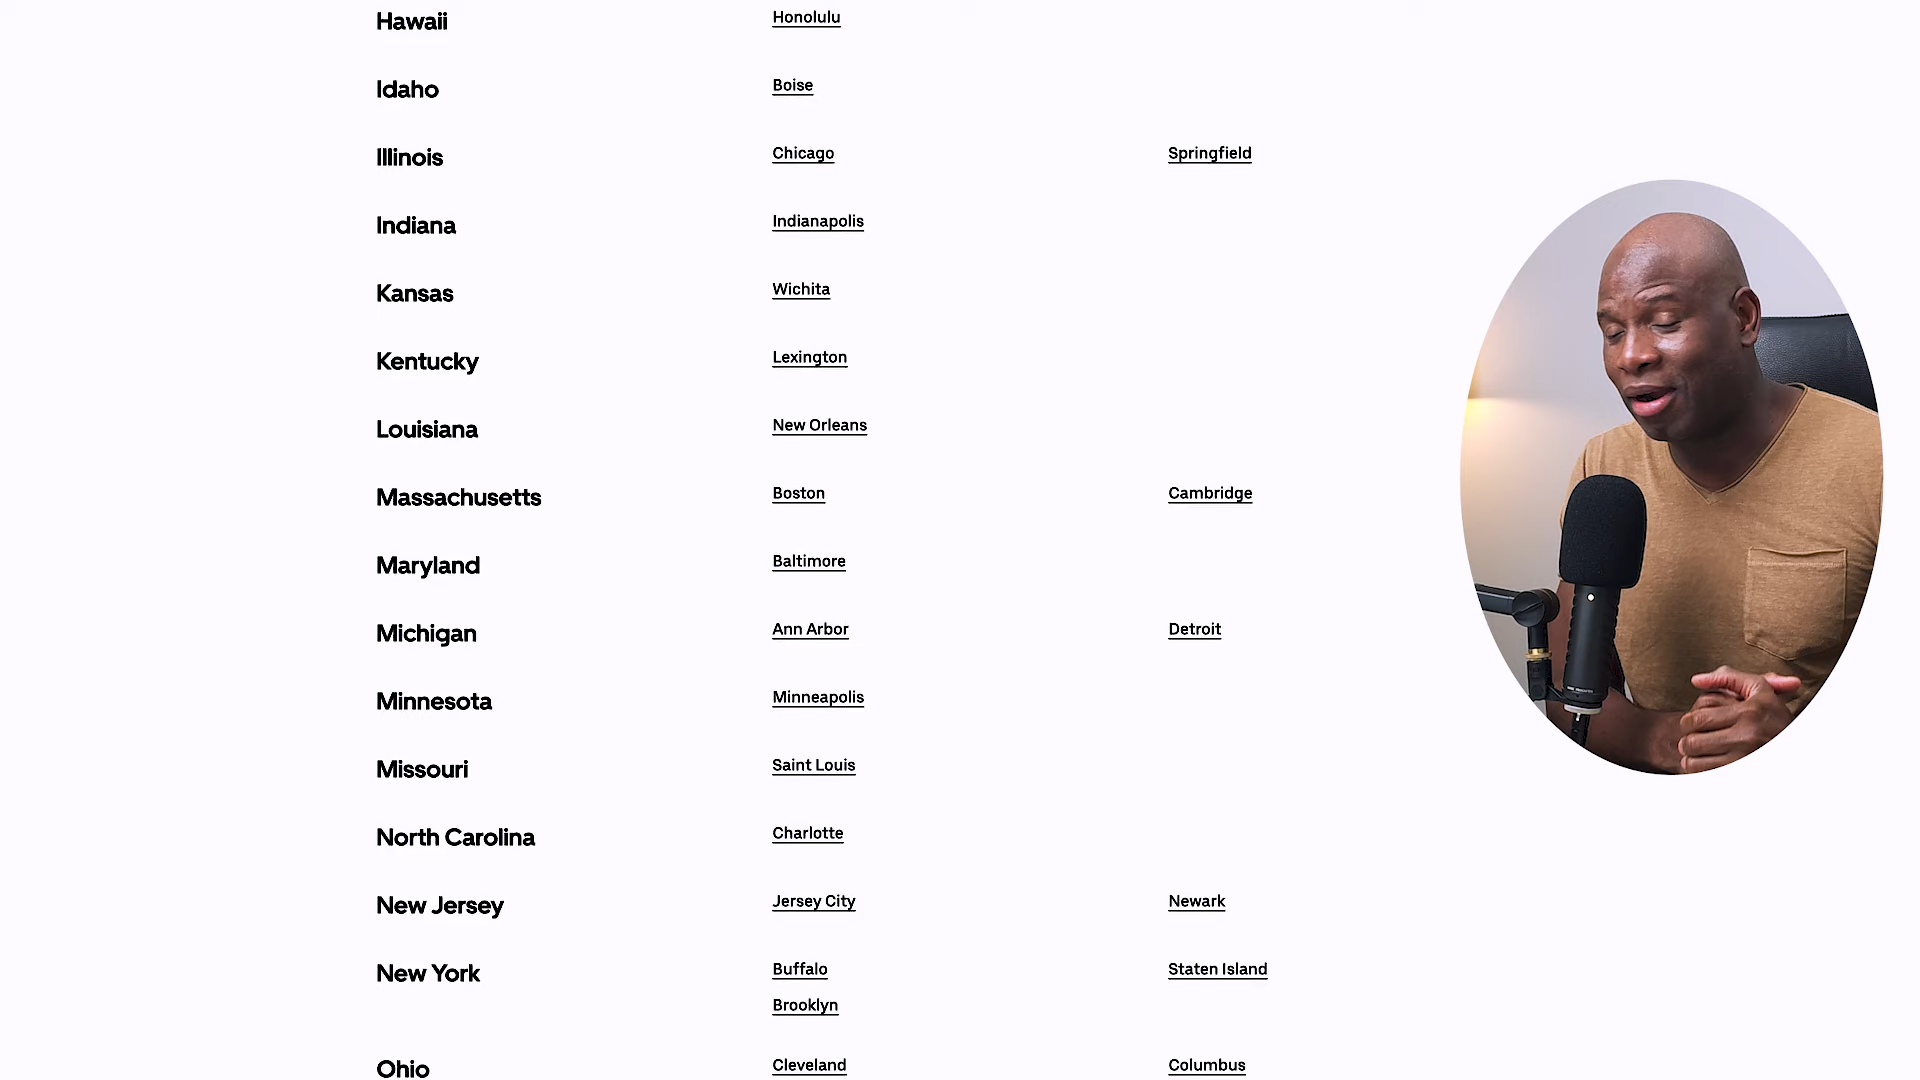 Hawaii Honolulu
Idaho Boise
Illinois Chicago Springfield
Indiana Indianapolis
Kansas Wichita
Kentucky Lexington
Louisiana New Orleans
Massachusetts Boston Cambridge
Maryland Baltimore
Michigan Ann Arbor Detroit
Minnesota Minneapolis
Missouri Saint Louis
North Carolina Charlotte
New Jersey Jersey City Newark
New York Buffalo Staten Island
Brooklyn
Ohio Cleveland Columbus